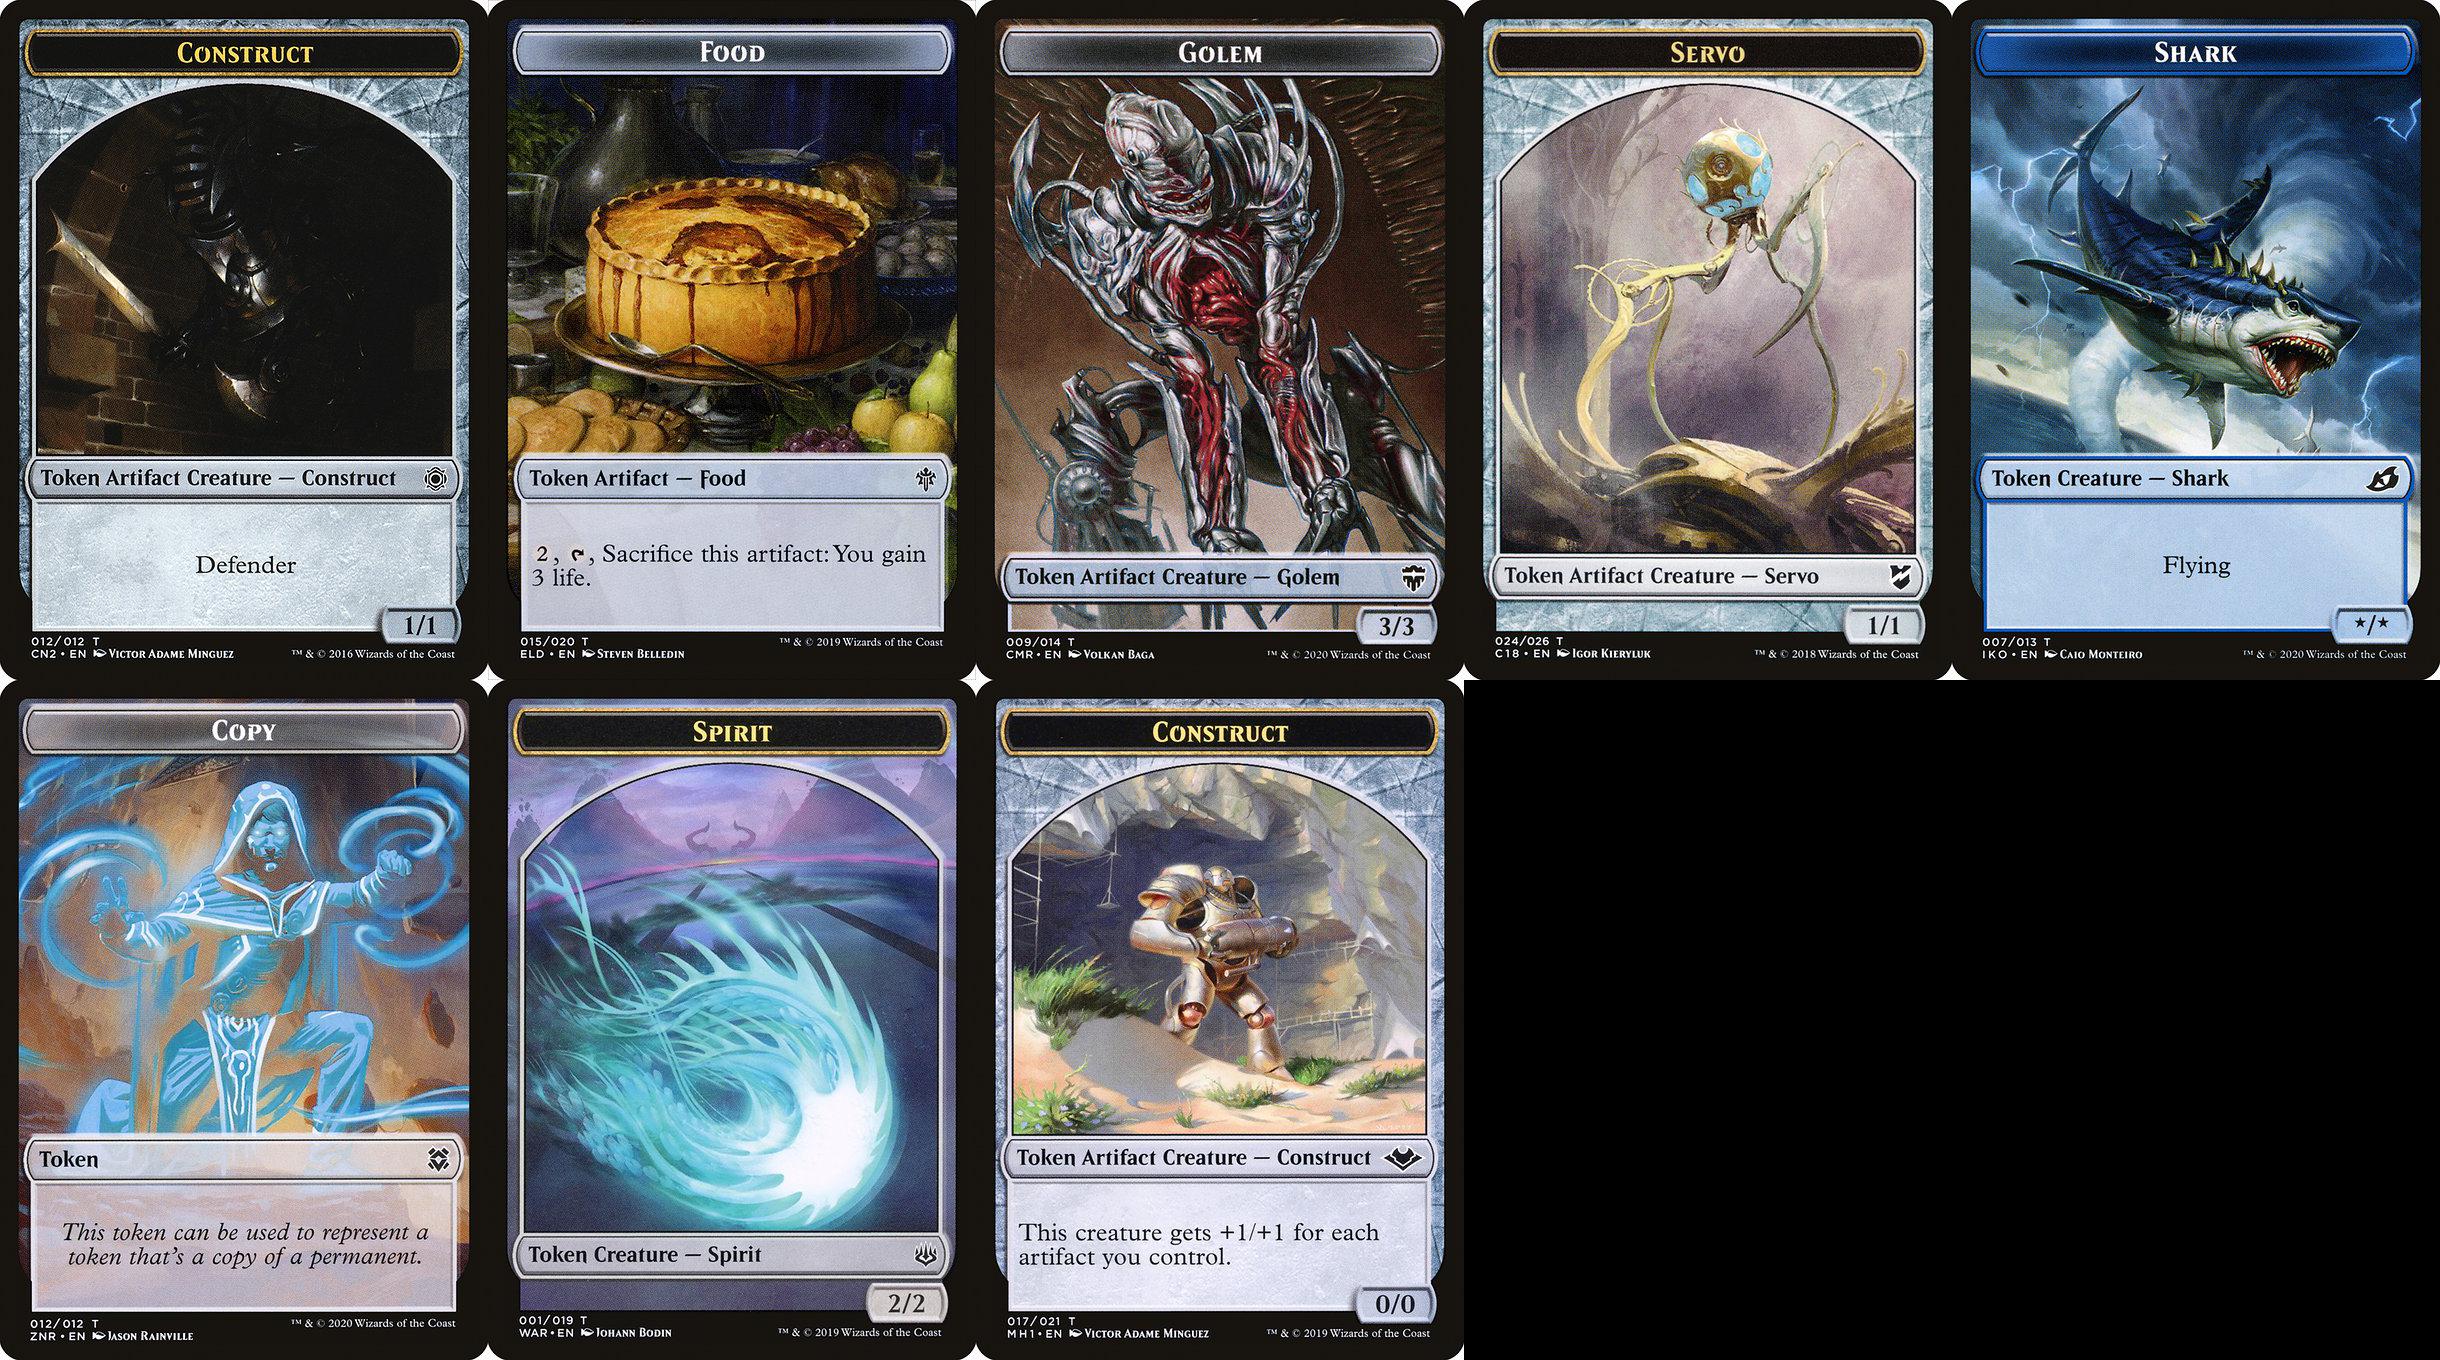 CONSTRUCT
Token Artifact Creature — Construct
Defender
1/1
012/012 T
CN2 • EN VICTOR ADAME MINGUEZ
™ & © 2016 Wizards of the Coast
FOOD
Token Artifact — Food
2, , Sacrifice this artifact: You gain
3 life.
015/020 T
ELD • EN STEVEN BELLEDIN
™ & © 2019 Wizards of the Coast
GOLEM
Token Artifact Creature — Golem
3/3
009/014 T
CMR • EN VOLKAN BAGA
™ & © 2020 Wizards of the Coast
SERVO
Token Artifact Creature — Servo
1/1
024/026 T
C18 • EN IGOR KIERYLUK
™ & © 2018 Wizards of the Coast
SHARK
Token Creature — Shark
Flying
★/★
007/013 T
IKO • EN CAIO MONTEIRO
™ & © 2020 Wizards of the Coast
COPY
Token
This token can be used to represent a
token that's a copy of a permanent.
012/012 T
ZNR • EN JASON RAINVILLE
™ & © 2020 Wizards of the Coast
SPIRIT
Token Creature — Spirit
2/2
001/019 T
WAR • EN JOHANN BODIN
™ & © 2019 Wizards of the Coast
CONSTRUCT
Token Artifact Creature — Construct
This creature gets +1/+1 for each
artifact you control.
0/0
017/021 T
MH1 • EN VICTOR ADAME MINGUEZ
™ & © 2019 Wizards of the Coast